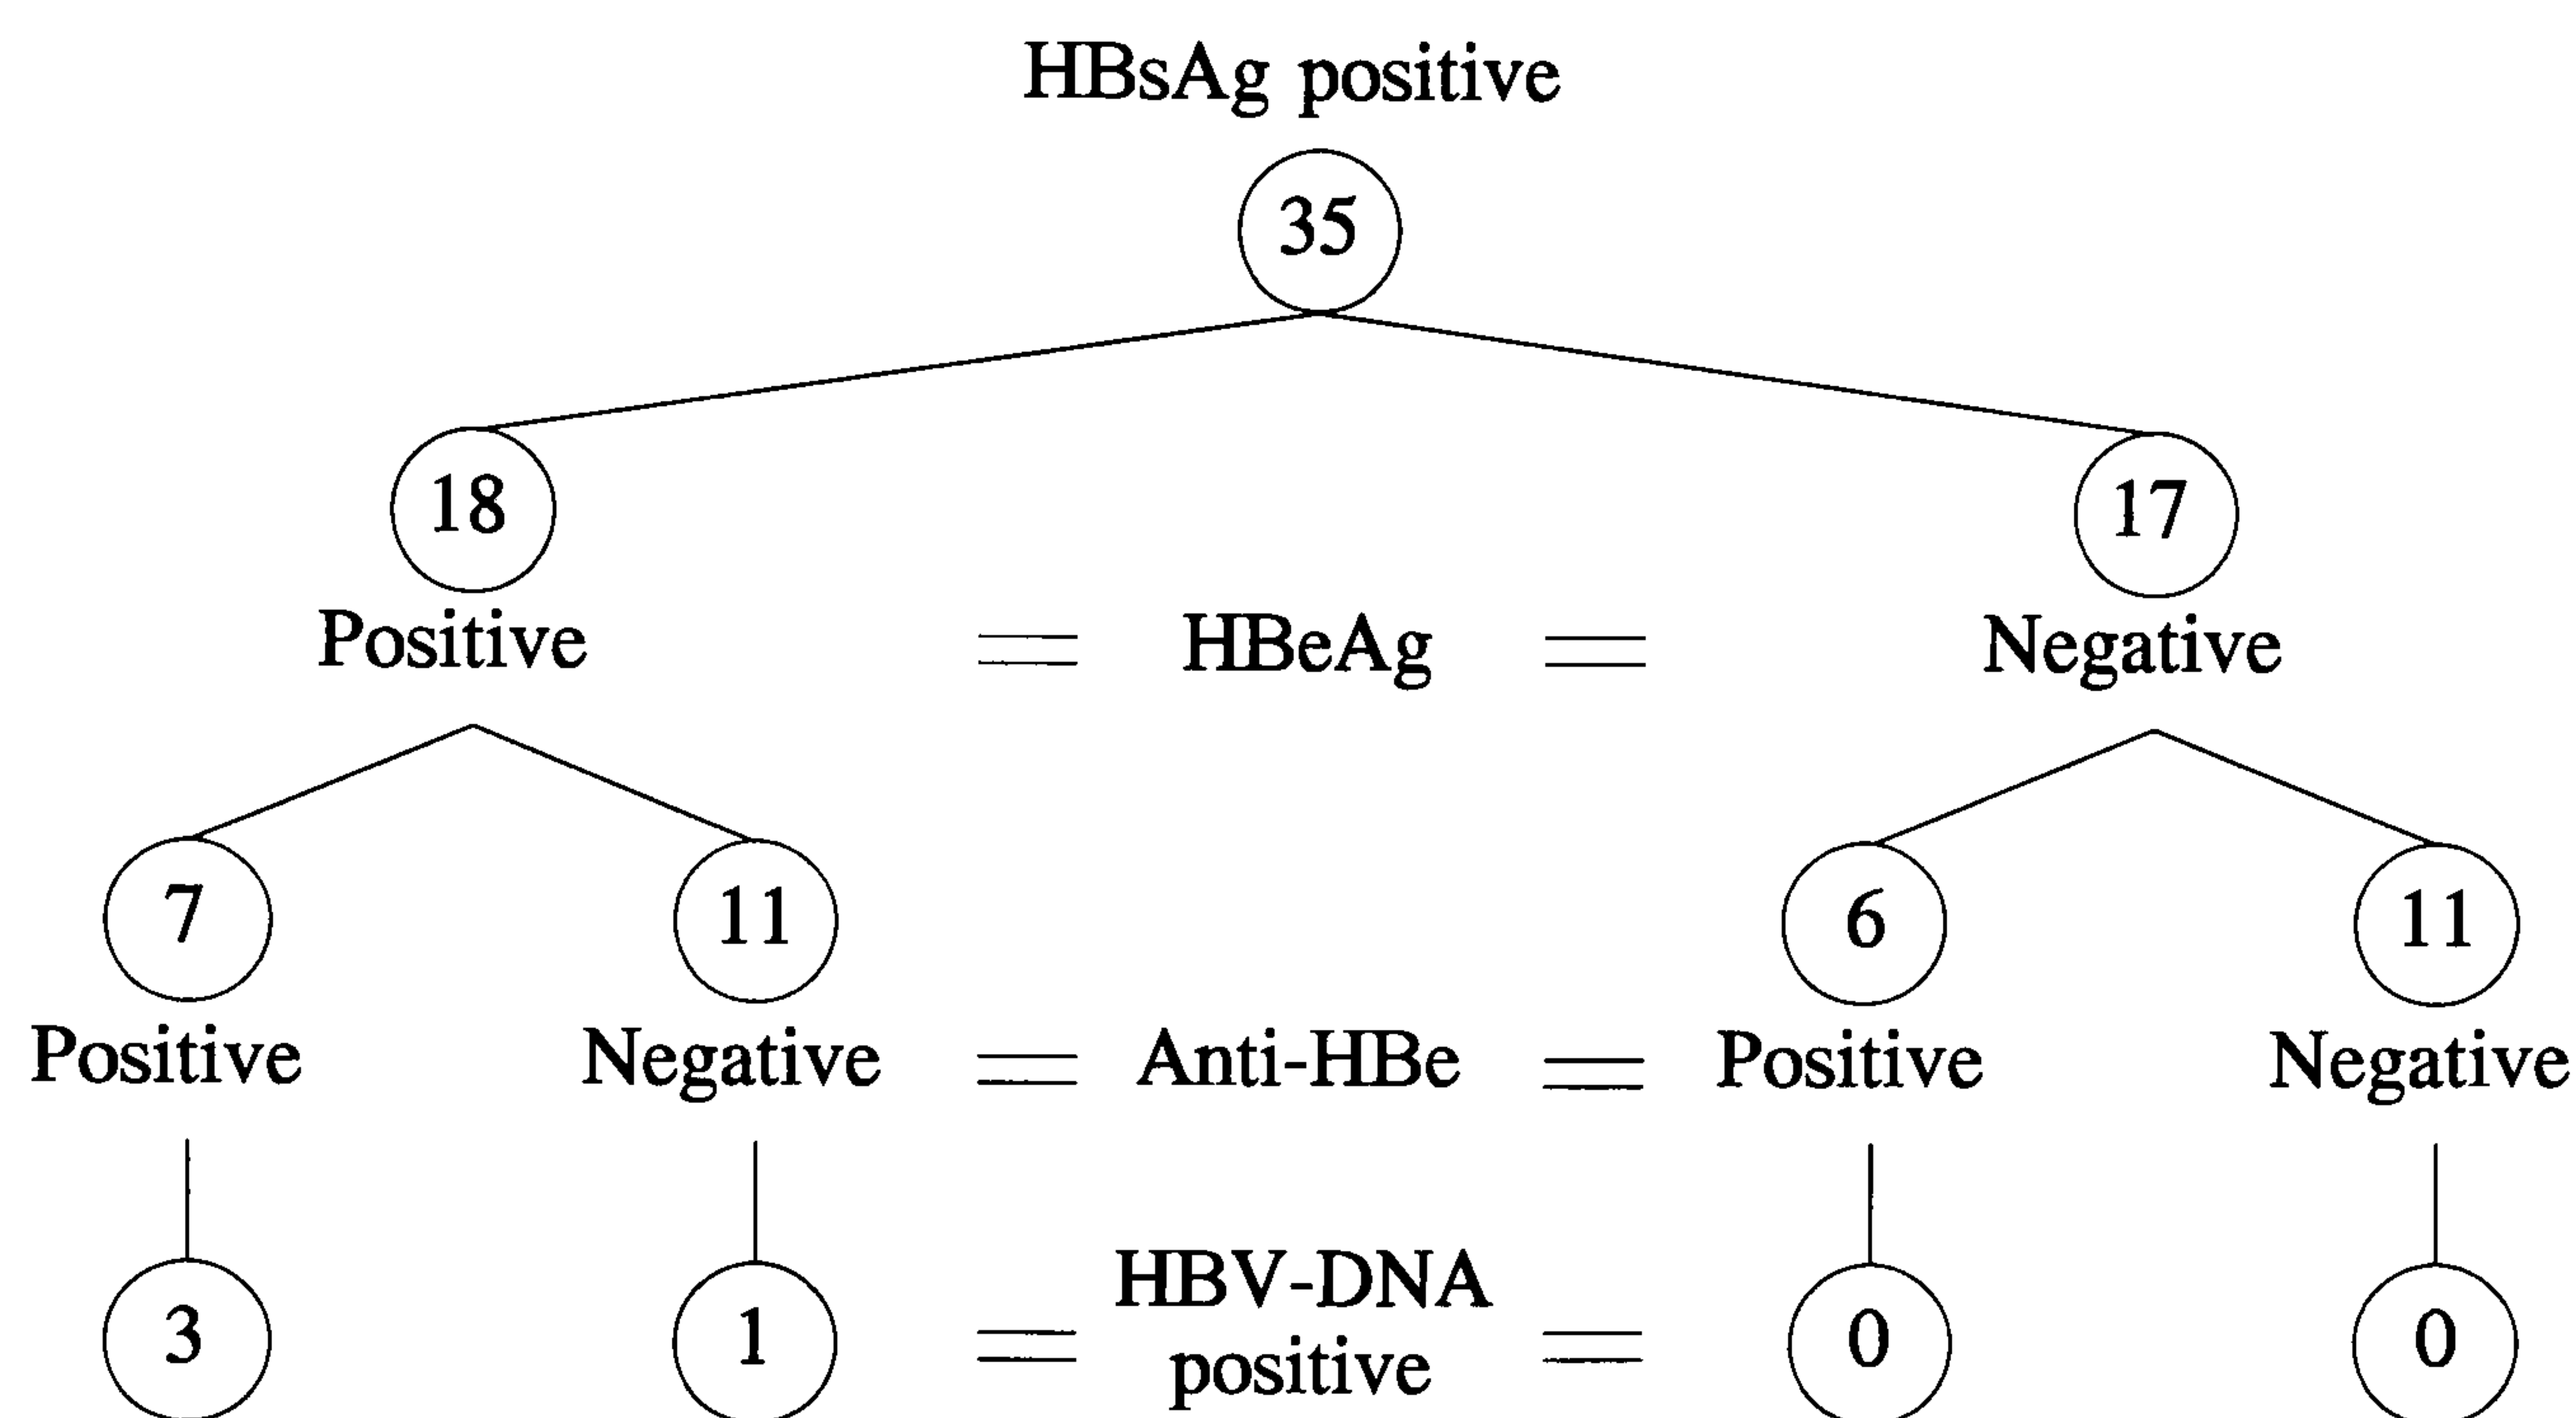 HBsAg positive
35
18 17
Positive = HBeAg = Negative
7 11 6 11
Positive Negative = Anti-HBe = Positive Negative
3 1 = HBV-DNA positive = 0 0